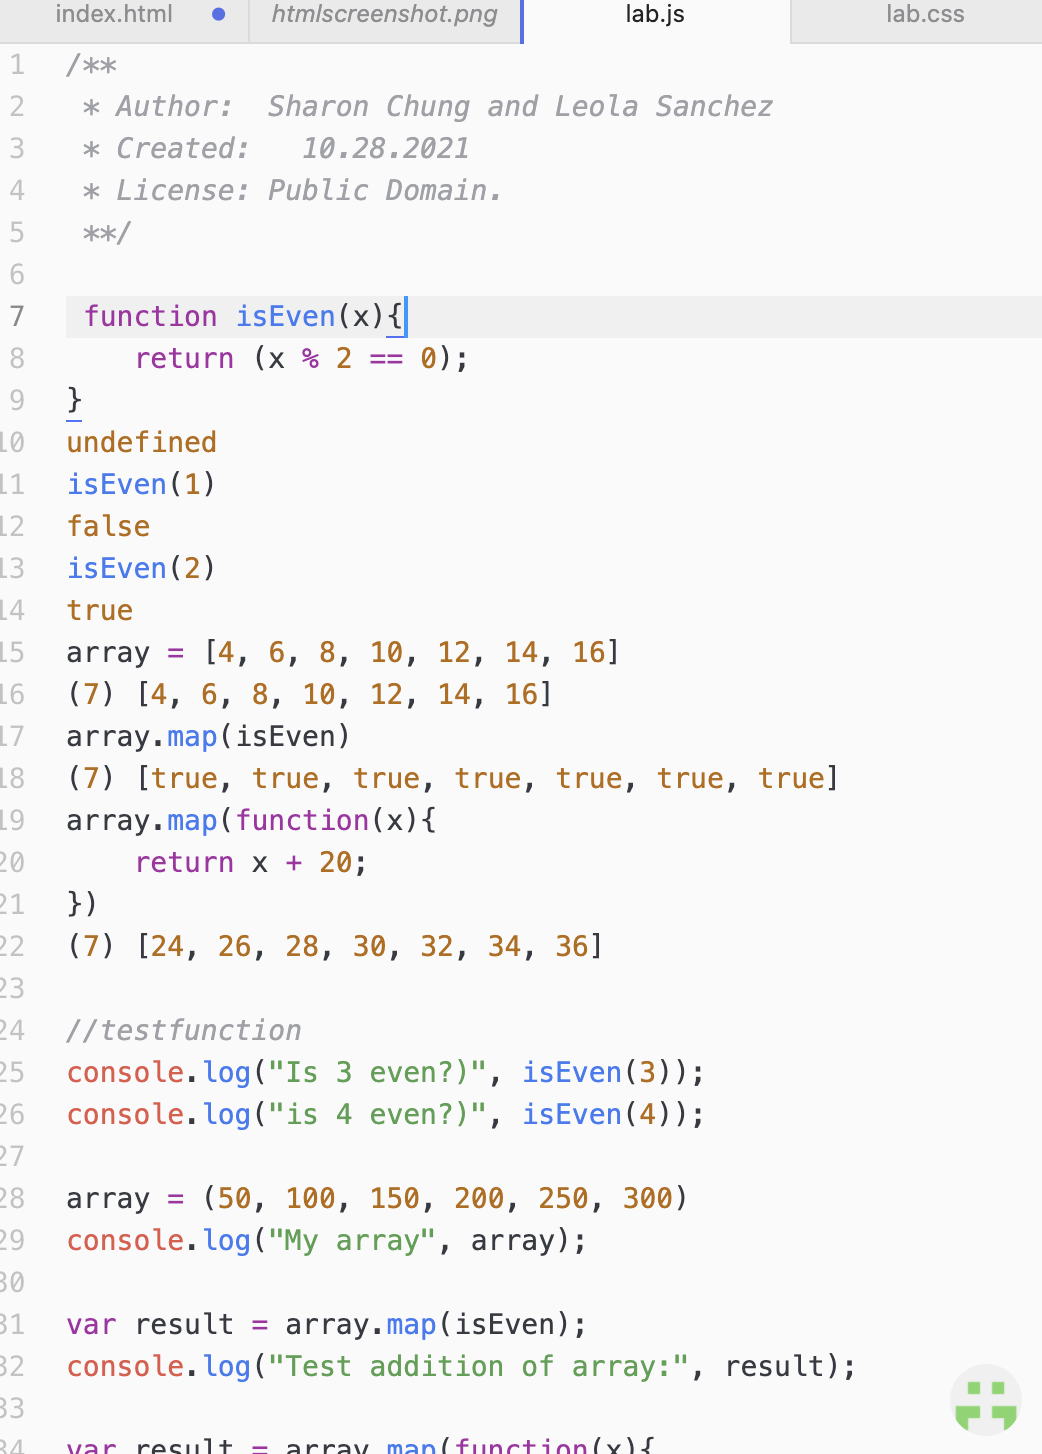 index.html htmlscreenshot.png lab.js lab.css
1 /**
2  * Author:  Sharon Chung and Leola Sanchez
3  * Created:   10.28.2021
4  * License: Public Domain.
5  **/
6
7  function isEven(x){
8     return (x % 2 == 0);
9 }
10 undefined
11 isEven(1)
12 false
13 isEven(2)
14 true
15 array = [4, 6, 8, 10, 12, 14, 16]
16 (7) [4, 6, 8, 10, 12, 14, 16]
17 array.map(isEven)
18 (7) [true, true, true, true, true, true, true]
19 array.map(function(x){
20     return x + 20;
21 })
22 (7) [24, 26, 28, 30, 32, 34, 36]
23
24 //testfunction
25 console.log("Is 3 even?)", isEven(3));
26 console.log("is 4 even?)", isEven(4));
27
28 array = (50, 100, 150, 200, 250, 300)
29 console.log("My array", array);
30
31 var result = array.map(isEven);
32 console.log("Test addition of array:", result);
33
34 var result = array.map(function(x){